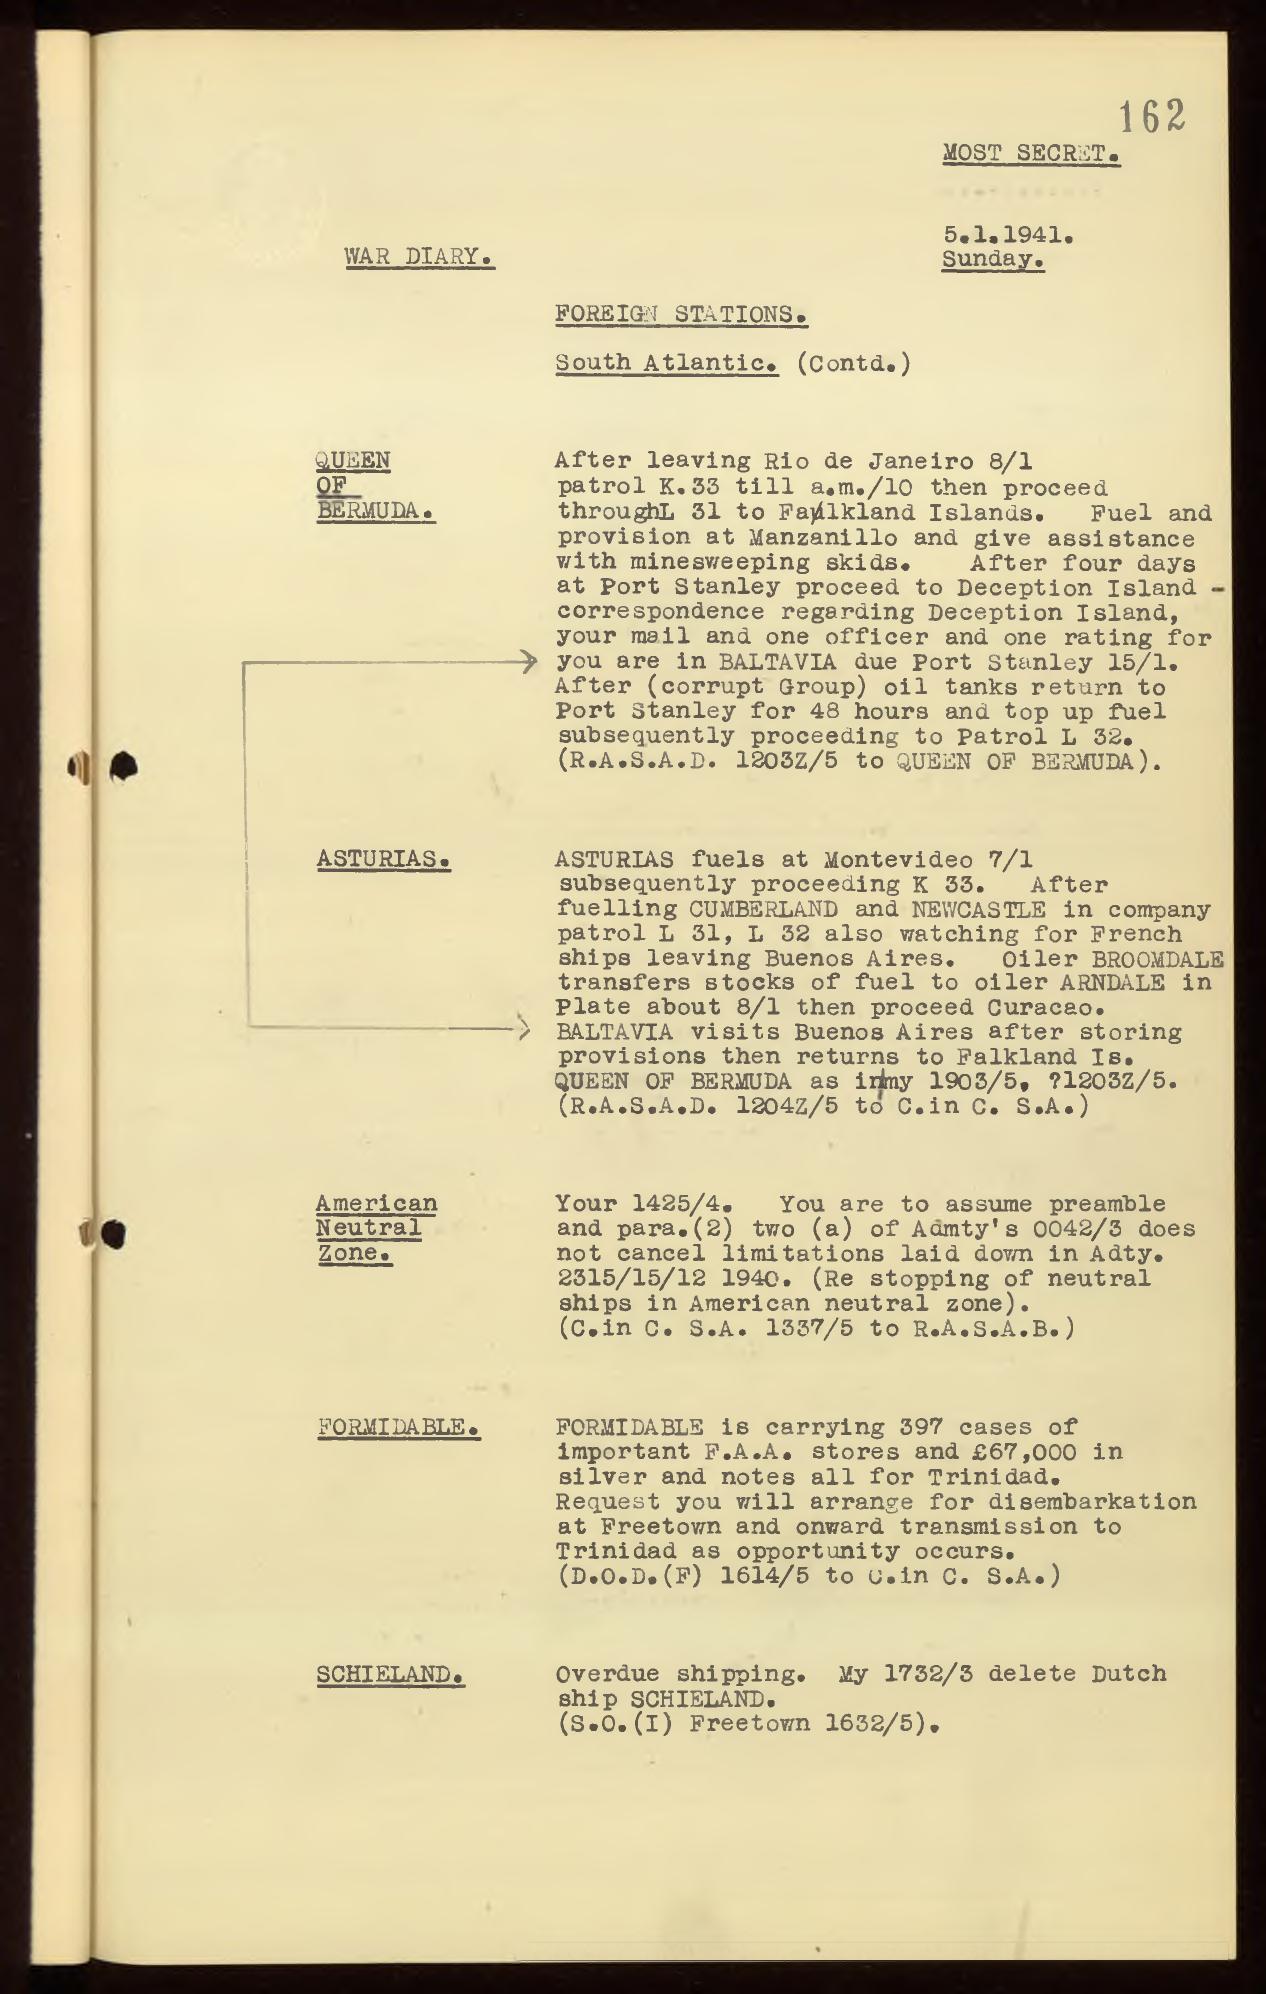 162
MOST SECRET.
5.1.1941.
Sunday.
WAR DIARY.
FOREIGN STATIONS.
South Atlantic. (Contd.)
QUEEN
OF
BERMUDA.
After leaving Rio de Janeiro 8/1
patrol K.33 till a.m./10 then proceed
throughL 31 to Falkland Islands. Fuel and
provision at Manzanillo and give assistance
with minesweeping skids. After four days
at Port Stanley proceed to Deception Island -
correspondence regarding Deception Island,
your mail and one officer and one rating for
you are in BALTAVIA due Port Stanley 15/1.
After (corrupt Group) oil tanks return to
Port Stanley for 48 hours and top up fuel
subsequently proceeding to Patrol L 32.
(R.A.S.A.D. 1203Z/5 to QUEEN OF BERMUDA).
ASTURIAS.
ASTURIAS fuels at Montevideo 7/1
subsequently proceeding K 33. After
fuelling CUMBERLAND and NEWCASTLE in company
patrol L 31, L 32 also watching for French
ships leaving Buenos Aires. Oiler BROOMDALE
transfers stocks of fuel to oiler ARNDALE in
Plate about 8/1 then proceed Curacao.
BALTAVIA visits Buenos Aires after storing
provisions then returns to Falkland Is.
QUEEN OF BERMUDA as in my 1903/5, ?1203Z/5.
(R.A.S.A.D. 1204Z/5 to C.in C. S.A.)
American
Neutral
Zone.
Your 1425/4. You are to assume preamble
and para.(2) two (a) of Admty's 0042/3 does
not cancel limitations laid down in Adty.
2315/15/12 1940. (Re stopping of neutral
ships in American neutral zone).
(C.in C. S.A. 1337/5 to R.A.S.A.B.)
FORMIDABLE.
FORMIDABLE is carrying 397 cases of
important F.A.A. stores and £67,000 in
silver and notes all for Trinidad.
Request you will arrange for disembarkation
at Freetown and onward transmission to
Trinidad as opportunity occurs.
(D.O.D.(F) 1614/5 to C.in C. S.A.)
SCHIELAND.
Overdue shipping. My 1732/3 delete Dutch
ship SCHIELAND.
(S.O.(I) Freetown 1632/5).